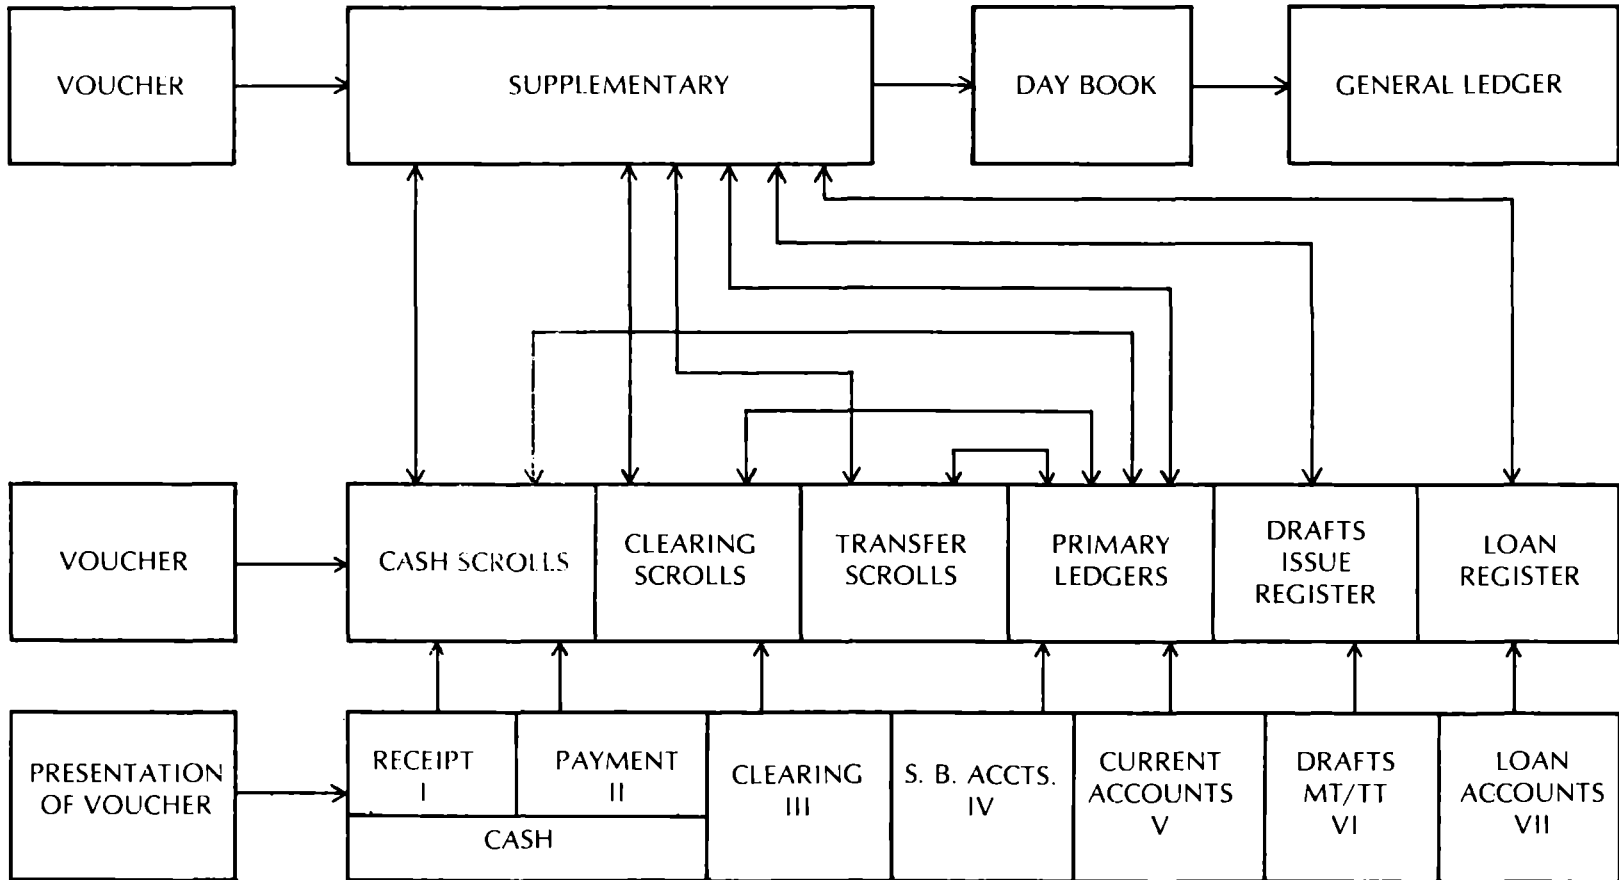 VOUCHER
SUPPLEMENTARY
DAY BOOK
GENERAL LEDGER
VOUCHER
CASH SCROLLS
CLEARING
SCROLLS
TRANSFER
SCROLLS
PRIMARY
LEDGERS
DRAFTS
ISSUE
REGISTER
LOAN
REGISTER
PRESENTATION
OF VOUCHER
RECEIPT
I
PAYMENT
II
CASH
CLEARING
III
S. B. ACCTS.
IV
CURRENT
ACCOUNTS
V
DRAFTS
MT/TT
VI
LOAN
ACCOUNTS
VII